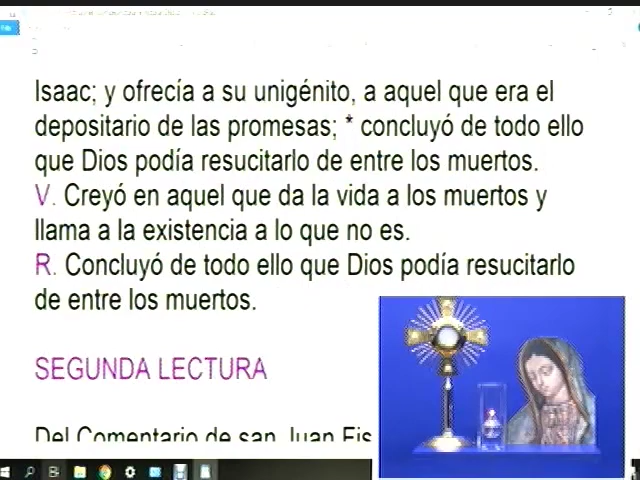 Isaac; y ofrecía a su unigénito, a aquel que era el
depositario de las promesas; * concluyó de todo ello
que Dios podía resucitarlo de entre los muertos.
V. Creyó en aquel que da la vida a los muertos y
llama a la existencia a lo que no es.
R. Concluyó de todo ello que Dios podía resucitarlo
de entre los muertos.
SEGUNDA LECTURA
Del Comentario de san Juan Fis